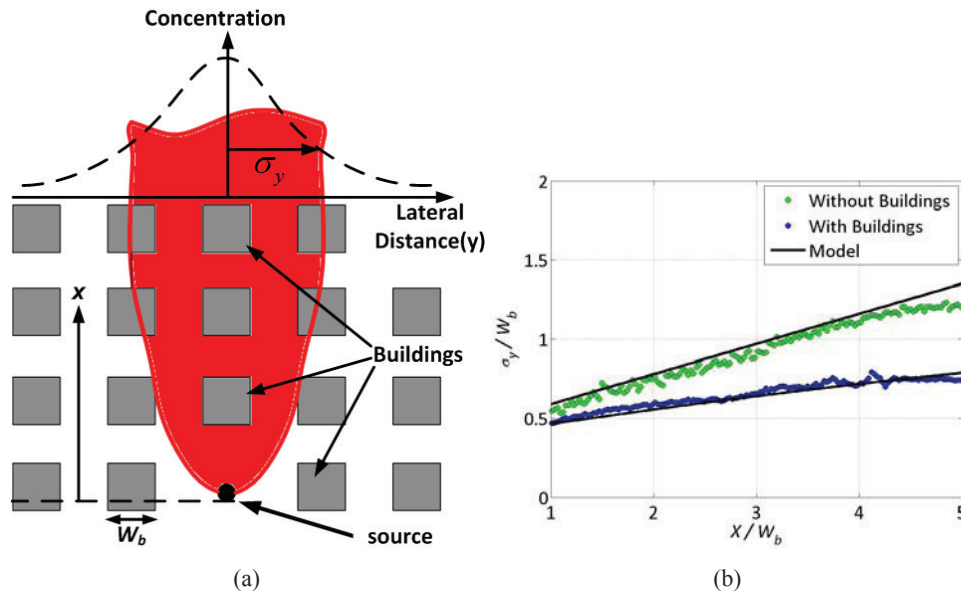 Concentration
σy
Lateral
Distance(y)
x
Buildings
Wb
source
(a)
2
1.5
1
0.5
0
σy / Wb
Without Buildings
With Buildings
Model
1
2
3
4
5
X / Wb
(b)